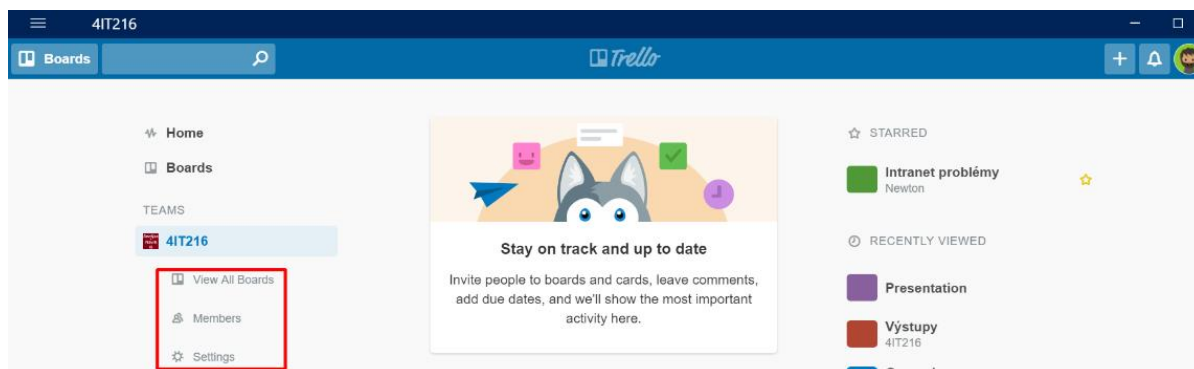 4IT216
Boards
Trello
Home
Boards
TEAMS
4IT216
View All Boards
Members
Settings
Stay on track and up to date
Invite people to boards and cards, leave comments,
add due dates, and we'll show the most important
activity here.
STARRED
Intranet problémy
Newton
RECENTLY VIEWED
Presentation
Výstupy
4IT216